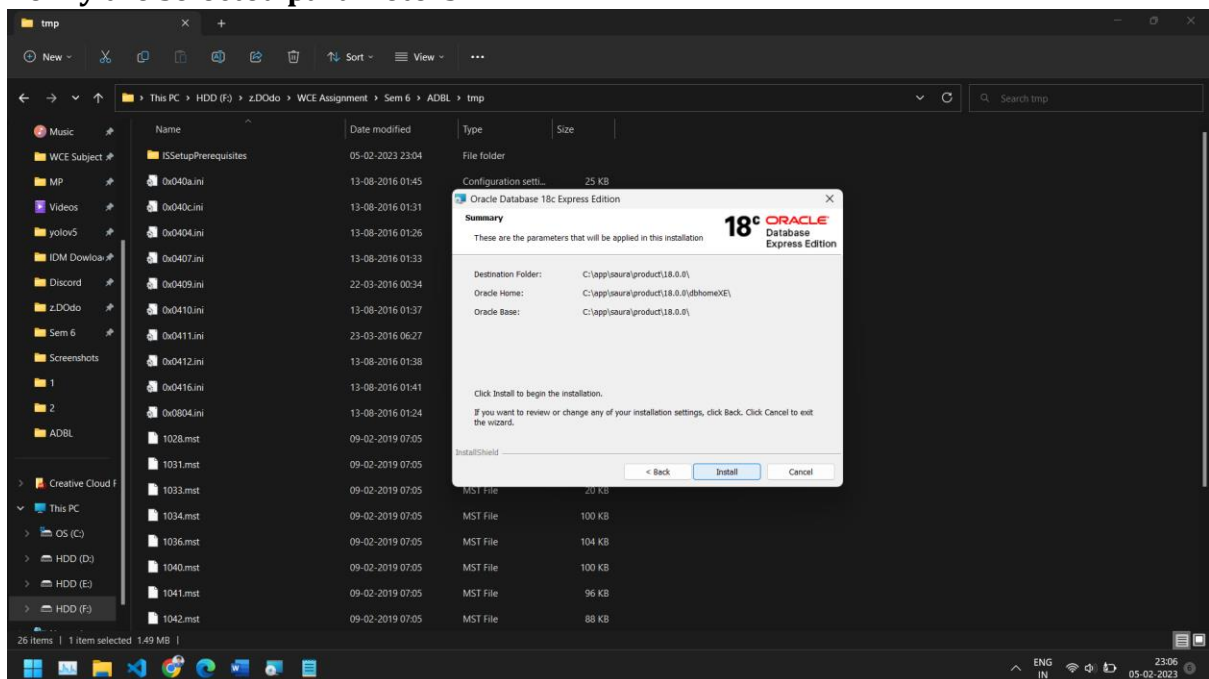 tmp
New
Sort
View
This PC > HDD (F:) > z.DOdo > WCE Assignment > Sem 6 > ADBL > tmp
Search tmp
Music
WCE Subject
MP
Videos
yolov5
Discord
z.DOdo
Sem 6
Screenshots
1
2
ADBL
This PC
OS (C:)
HDD (D:)
HDD (E:)
HDD (F:)
Name Date modified Type Size
ISSetupPrerequisites 05-02-2023 23:04 File folder
0x040a.ini 13-08-2016 01:45 Configuration setti... 25 KB
0x040c.ini 13-08-2016 01:31
0x0404.ini 13-08-2016 01:26
0x0407.ini 13-08-2016 01:33
0x0409.ini 22-03-2016 00:34
0x0410.ini 13-08-2016 01:37
0x0411.ini 23-03-2016 06:27
0x0412.ini 13-08-2016 01:38
0x0416.ini 13-08-2016 01:41
0x0804.ini 13-08-2016 01:24
1028.mst 09-02-2019 07:05
1031.mst 09-02-2019 07:05
1033.mst 09-02-2019 07:05 MST File 20 KB
1034.mst 09-02-2019 07:05 MST File 100 KB
1036.mst 09-02-2019 07:05 MST File 104 KB
1040.mst 09-02-2019 07:05 MST File 100 KB
1041.mst 09-02-2019 07:05 MST File 96 KB
1042.mst 09-02-2019 07:05 MST File 88 KB
Oracle Database 18c Express Edition
Summary
These are the parameters that will be applied in this installation
18c ORACLE
Database
Express Edition
Destination Folder: C:\app\saura\product\18.0.0\
Oracle Home: C:\app\saura\product\18.0.0\dbhomeXE\
Oracle Base: C:\app\saura\product\18.0.0\
Click Install to begin the installation.
If you want to review or change any of your installation settings, click Back. Click Cancel to exit
the wizard.
InstallShield
< Back Install Cancel
26 items | 1 item selected 1.49 MB |
ENG
IN
23:06
05-02-2023